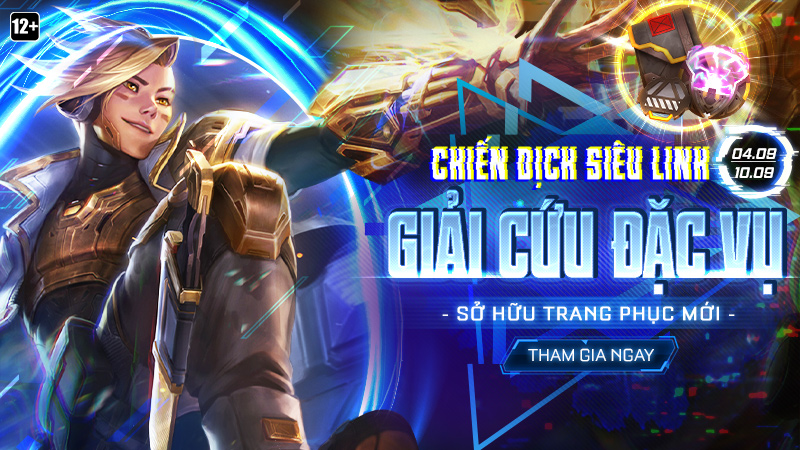 12+
CHIẾN DỊCH SIÊU LINH
04.09
10.09
GIẢI CỨU ĐẶC VỤ
- SỞ HỮU TRANG PHỤC MỚI -
THAM GIA NGAY